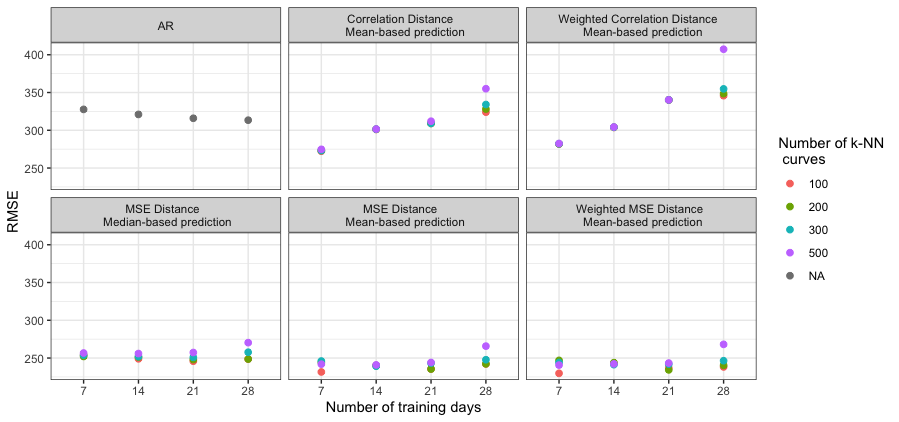 AR
Correlation Distance
Mean-based prediction
Weighted Correlation Distance
Mean-based prediction
400
350
300
250
MSE Distance
Median-based prediction
MSE Distance
Mean-based prediction
Weighted MSE Distance
Mean-based prediction
400
350
300
250
7 14 21 28
7 14 21 28
7 14 21 28
Number of training days
RMSE
Number of k-NN
curves
100
200
300
500
NA